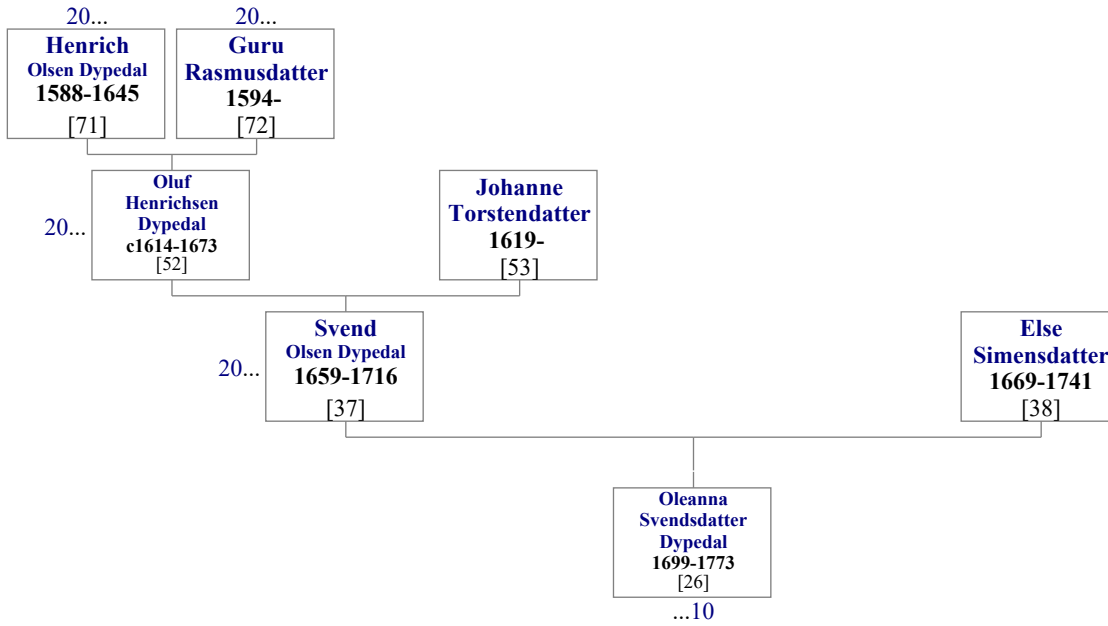 20...
20...
Henrich
Olsen Dypedal
1588-1645
[71]
Guru
Rasmusdatter
1594-
[72]
20...
Oluf
Henrichsen
Dypedal
c1614-1673
[52]
Johanne
Torstendatter
1619-
[53]
20...
Svend
Olsen Dypedal
1659-1716
[37]
Else
Simensdatter
1669-1741
[38]
Oleanna
Svendsdatter
Dypedal
1699-1773
[26]
...10